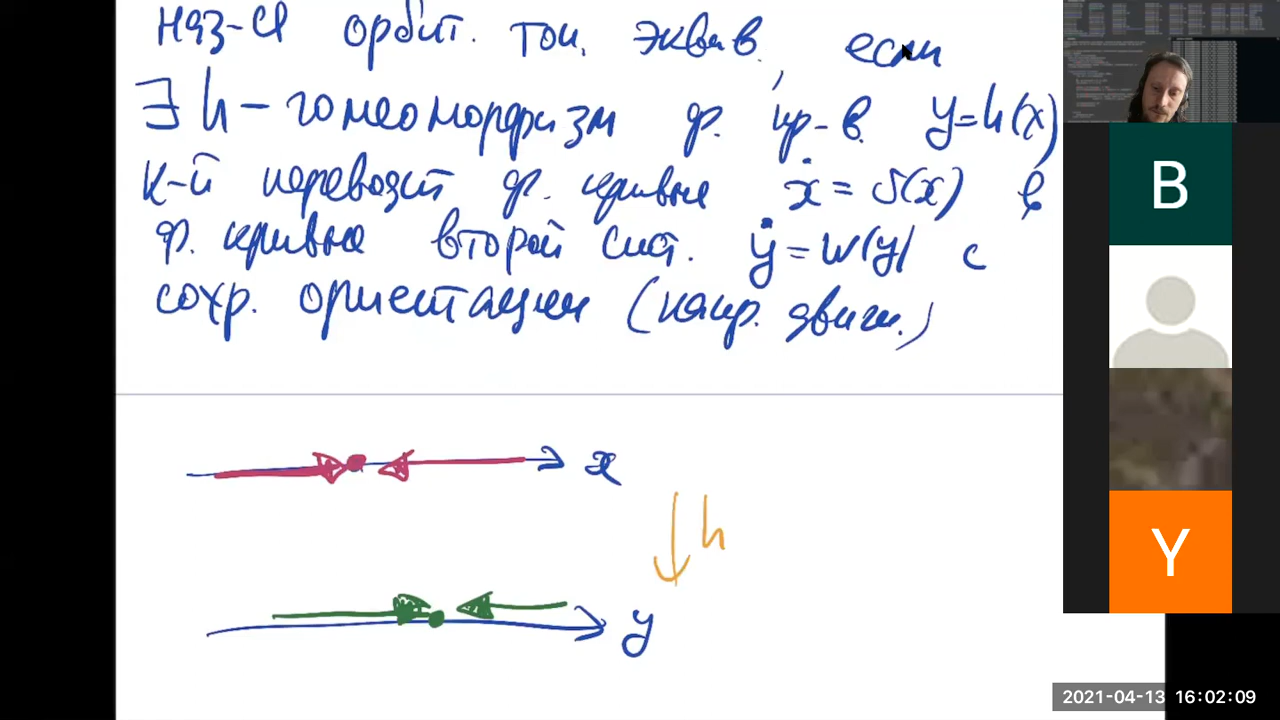 наз-ся орбит. топ. эквив., если
∃ h - гомеоморфизм ф. пр-в. y=h(x)
к-й переводит ф. кривые ẋ = v(x) в
ф. кривые второй сист. ẏ = w(y) с
сохр. ориентации (напр. движ.)
x
h
y
B
Y
2021-04-13 16:02:09